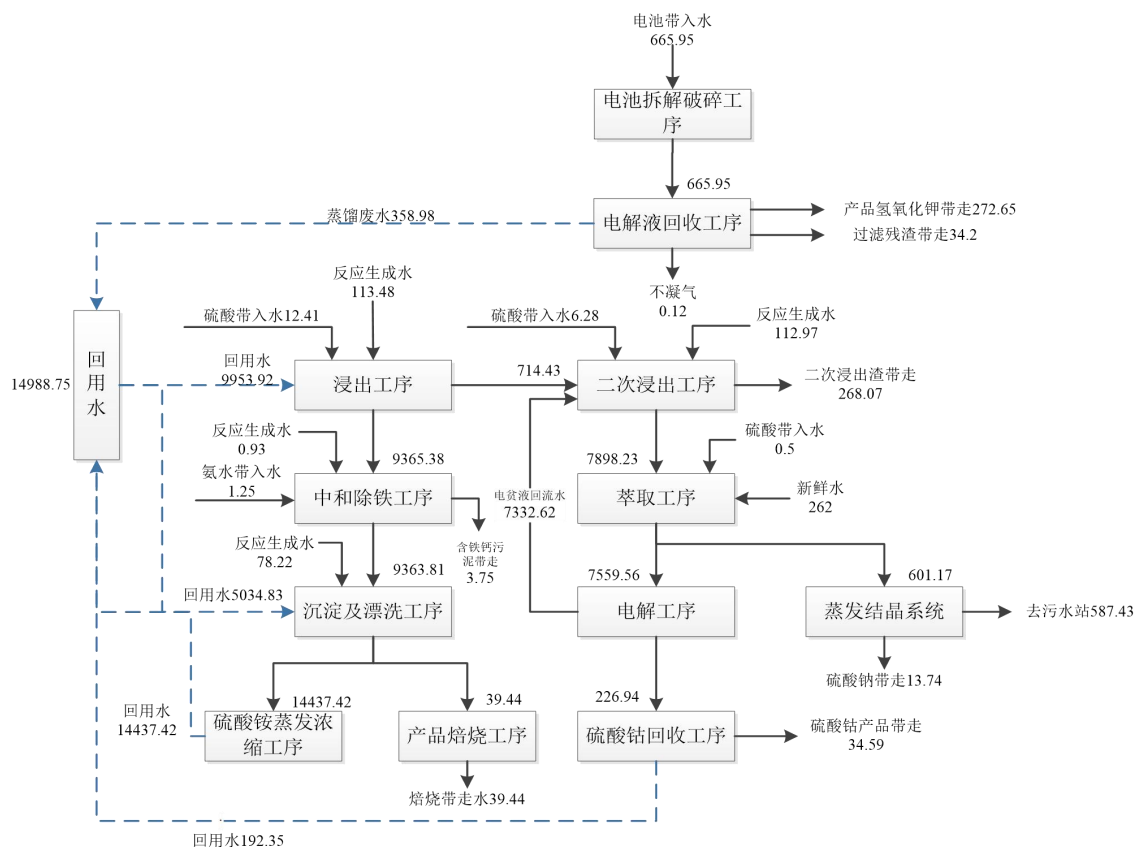 电池带入水
665.95
电池拆解破碎工
序
665.95
蒸馏废水358.98
电解液回收工序
产品氢氧化钾带走272.65
过滤残渣带走34.2
不凝气
0.12
反应生成水
113.48
硫酸带入水12.41
硫酸带入水6.28
反应生成水
112.97
回
用
水
14988.75
回用水
9953.92
浸出工序
714.43
二次浸出工序
二次浸出渣带走
268.07
反应生成水
0.93
9365.38
7898.23
硫酸带入水
0.5
氨水带入水
1.25
中和除铁工序
电贫液回流水
7332.62
萃取工序
新鲜水
262
反应生成水
78.22
含铁钙污
泥带走
3.75
9363.81
7559.56
601.17
回用水5034.83
沉淀及漂洗工序
电解工序
蒸发结晶系统
去污水站587.43
硫酸钠带走13.74
14437.42
39.44
226.94
回用水
14437.42
硫酸铵蒸发浓
缩工序
产品焙烧工序
硫酸钴回收工序
硫酸钴产品带走
34.59
焙烧带走水39.44
回用水192.35